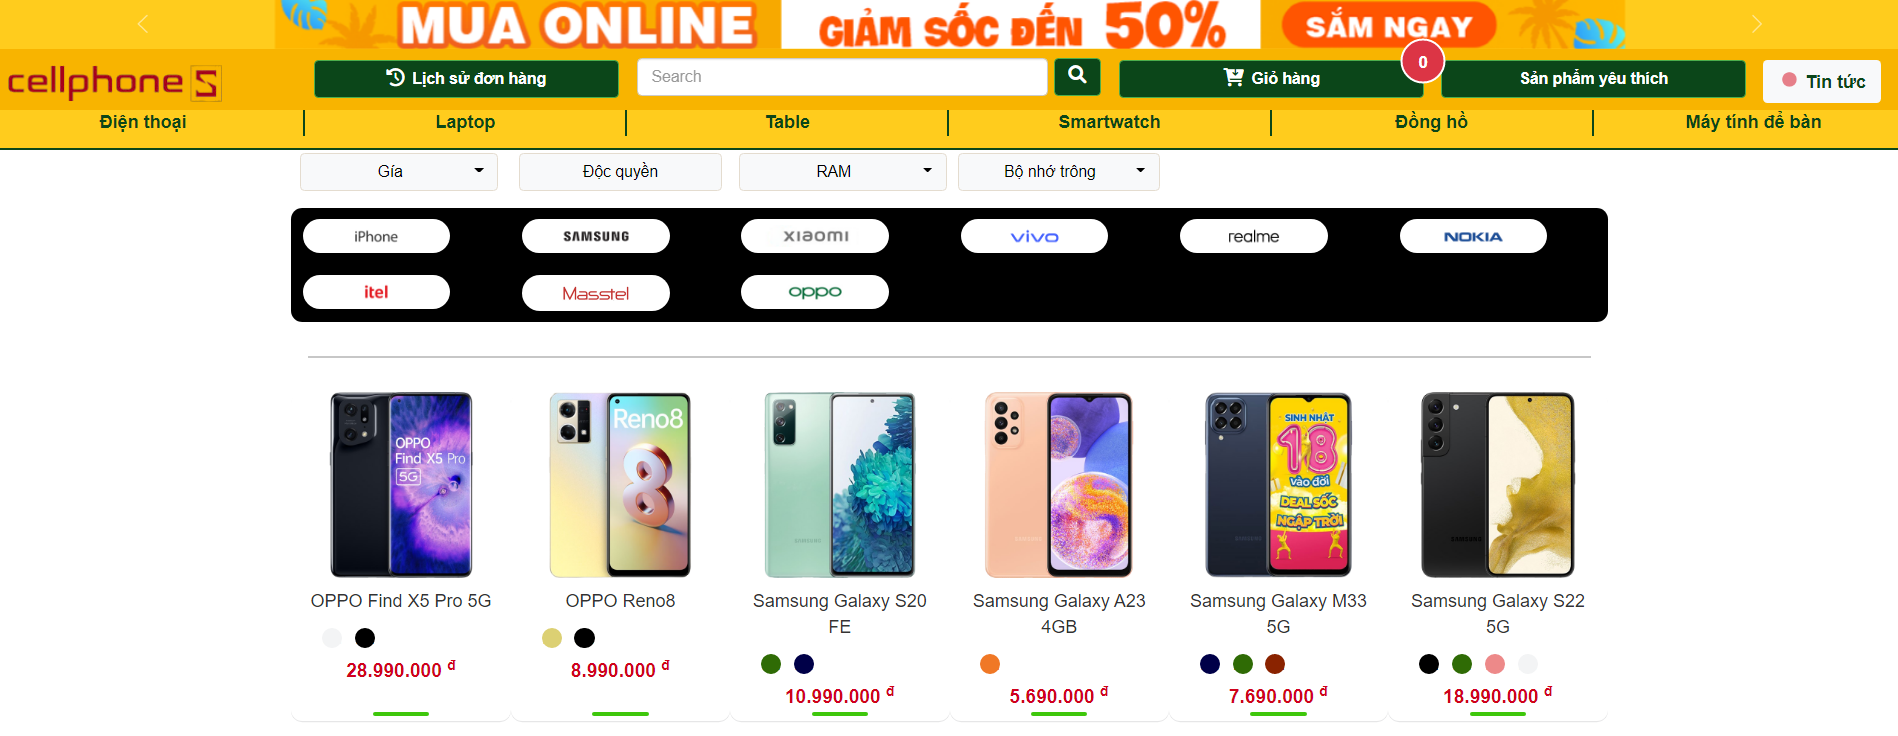 MUA ONLINE GIẢM SỐC ĐẾN 50% SẮM NGAY
cellphone S
Lịch sử đơn hàng
Search
Giỏ hàng
0
Sản phẩm yêu thích
Tin tức
Điện thoại
Laptop
Table
Smartwatch
Đồng hồ
Máy tính để bàn
Gía
Độc quyền
RAM
Bộ nhớ trông
iPhone
SAMSUNG
xiaomi
vivo
realme
NOKIA
itel
Masstel
oppo
OPPO
Find X5 Pro
5G
Reno8
8
SAMSUNG
SAMSUNG
SINH NHẬT
18
vào đời
DEAL SỐC
NGẬP TRỜI
SAMSUNG
OPPO Find X5 Pro 5G
28.990.000 đ
OPPO Reno8
8.990.000 đ
Samsung Galaxy S20
FE
10.990.000 đ
Samsung Galaxy A23
4GB
5.690.000 đ
Samsung Galaxy M33
5G
7.690.000 đ
Samsung Galaxy S22
5G
18.990.000 đ